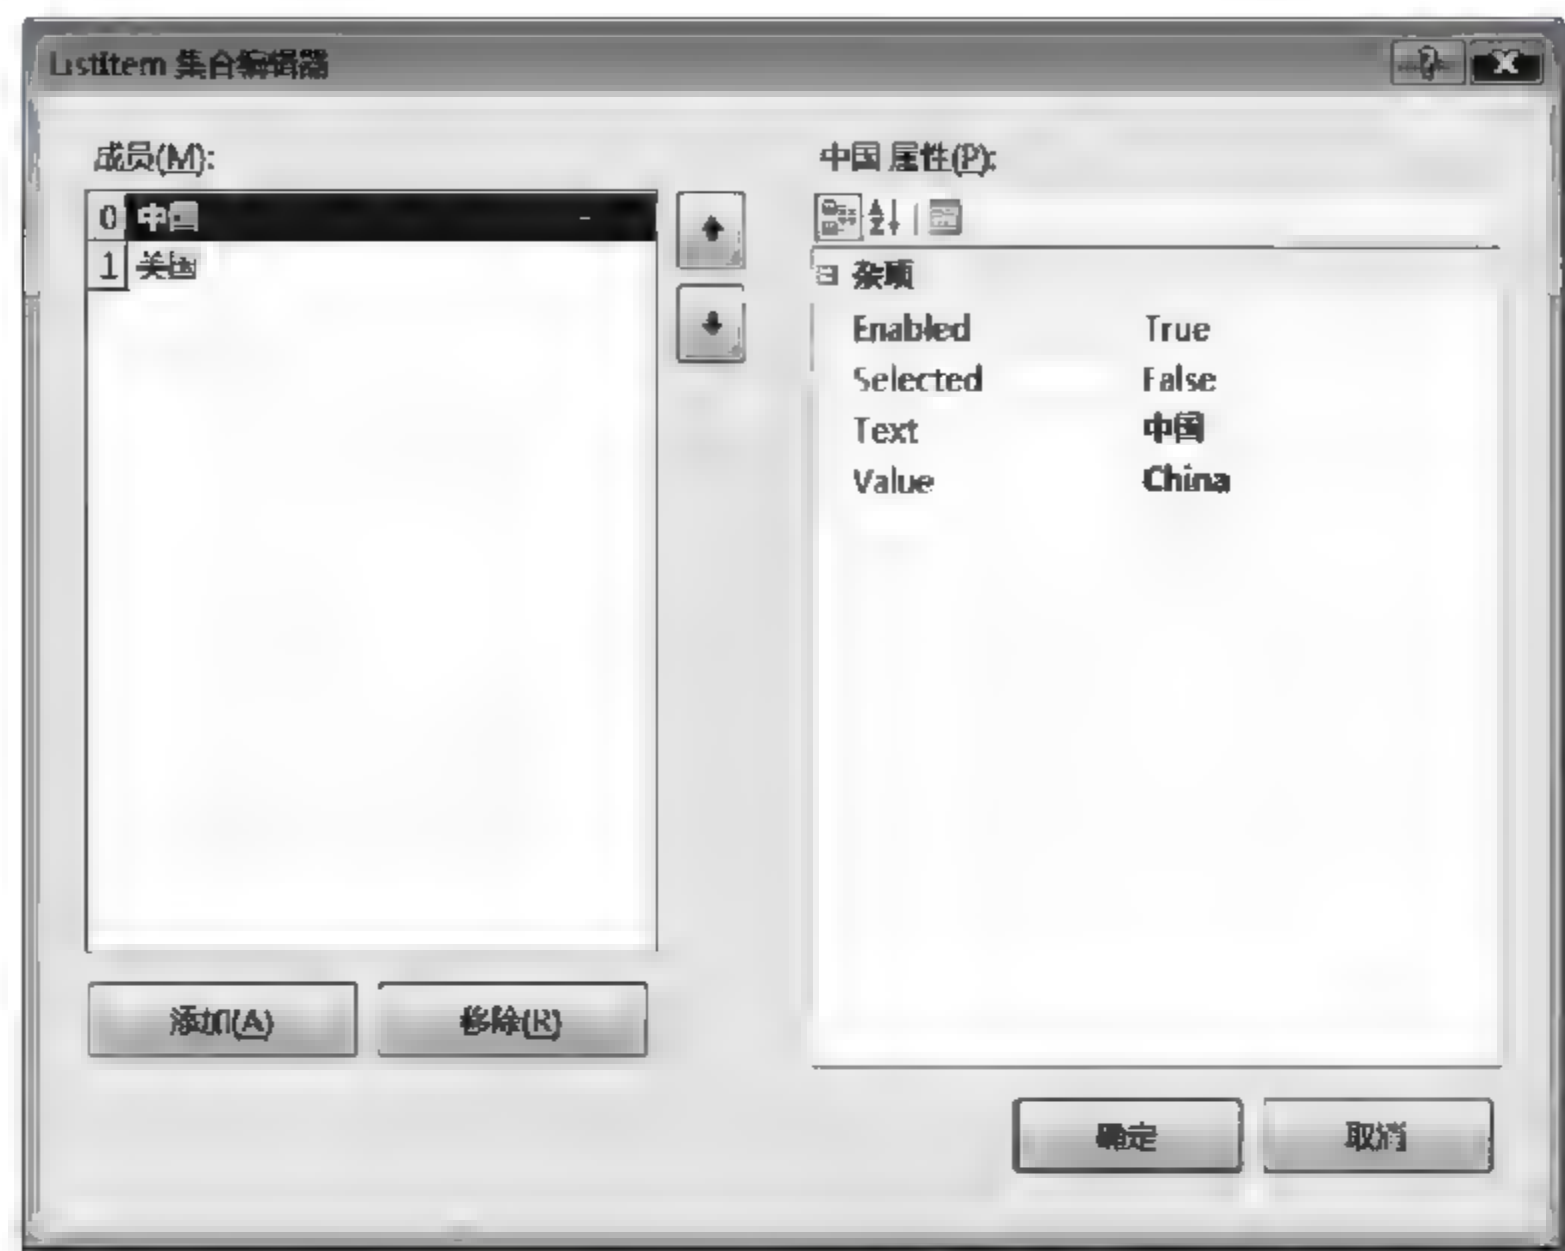 ListItem 集合编辑器
成员(M):
0 中国
1 美国
添加(A)
移除(R)
中国 属性(P):
杂项
Enabled True
Selected False
Text 中国
Value China
确定
取消